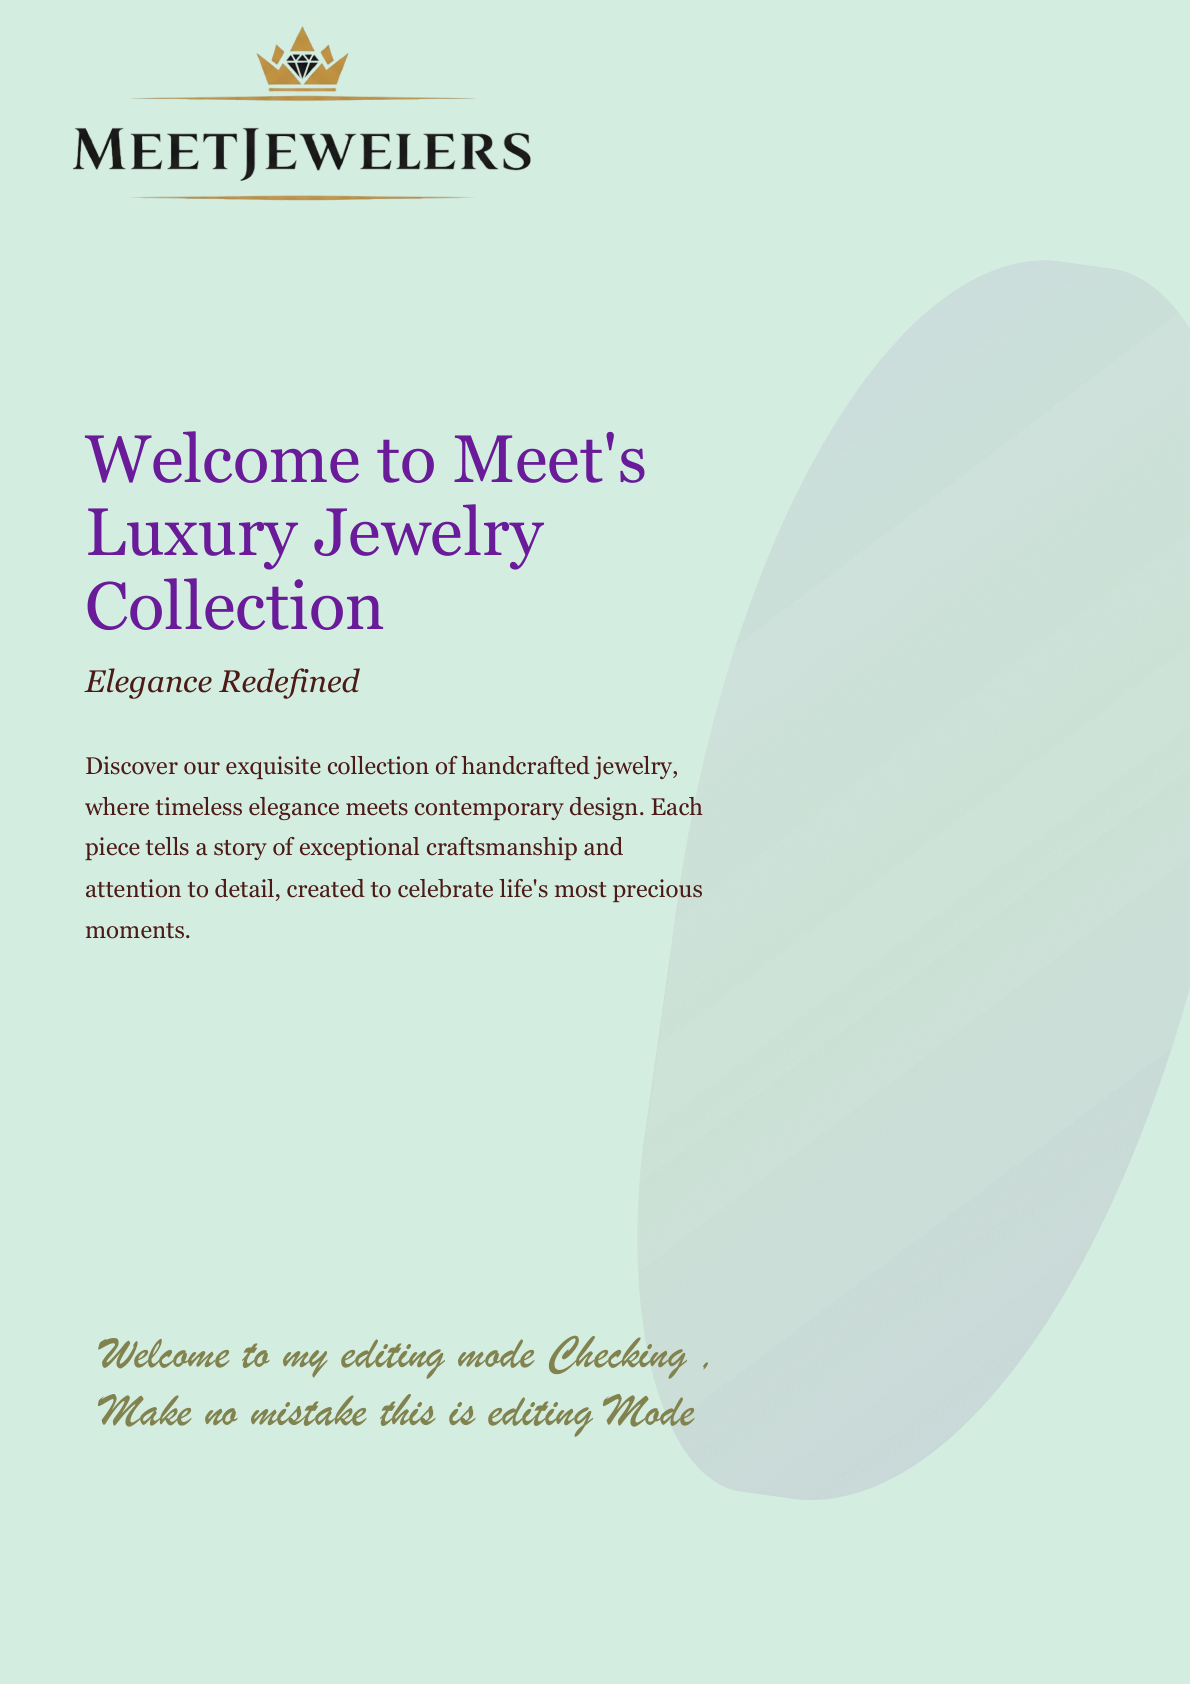 MEETJEWELERS
Welcome to Meet's
Luxury Jewelry
Collection
Elegance Redefined
Discover our exquisite collection of handcrafted jewelry,
where timeless elegance meets contemporary design. Each
piece tells a story of exceptional craftsmanship and
attention to detail, created to celebrate life's most precious
moments.
Welcome to my editing mode Checking ,
Make no mistake this is editing Mode